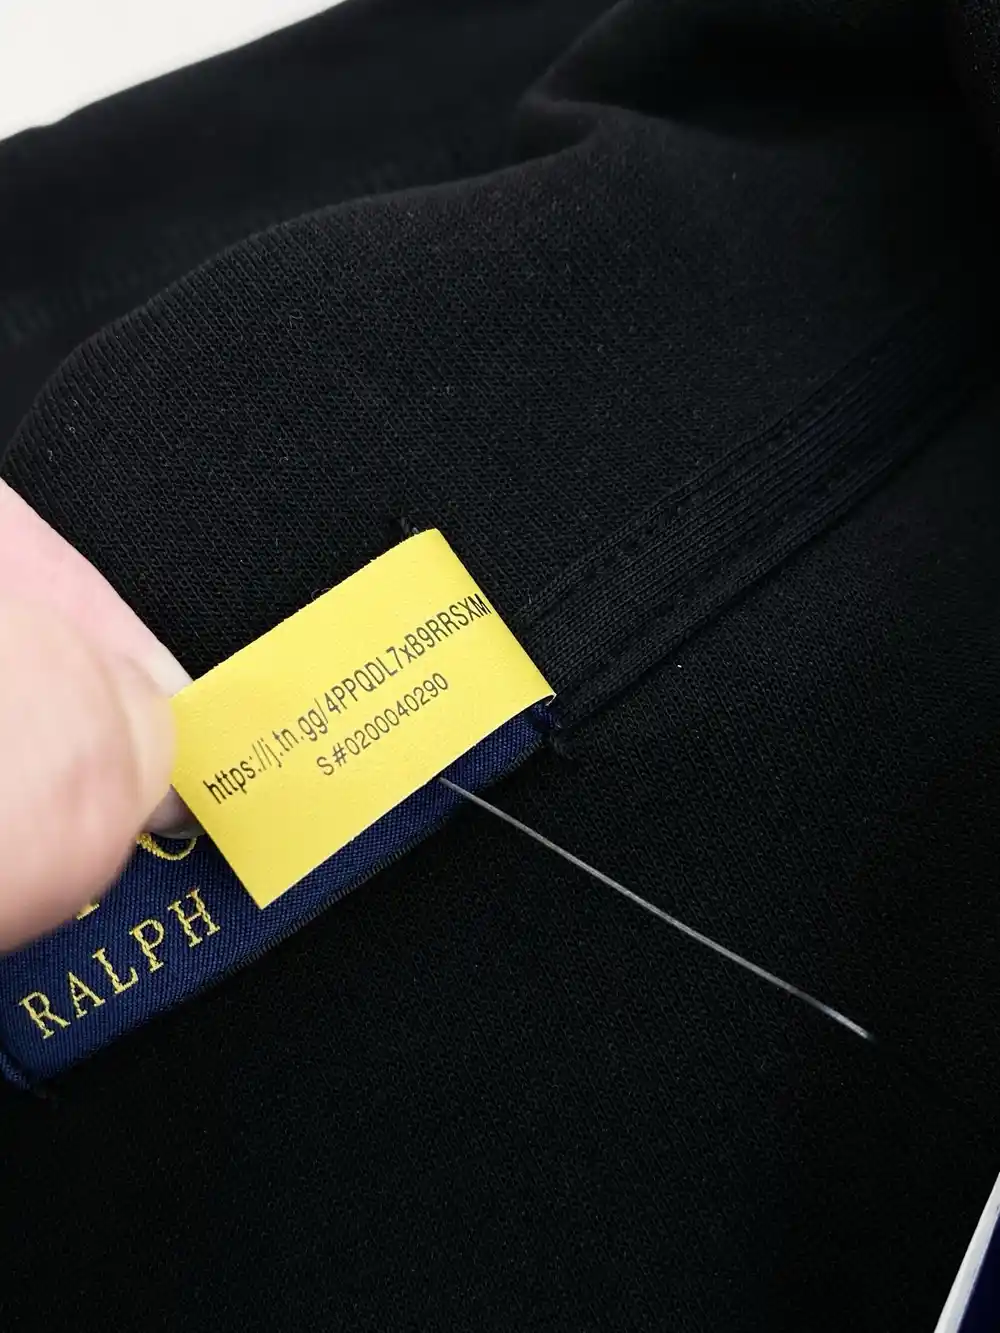 https://j.tn.gg/4PPQDL7xB9RRSXM
S#0200040290
RALPH